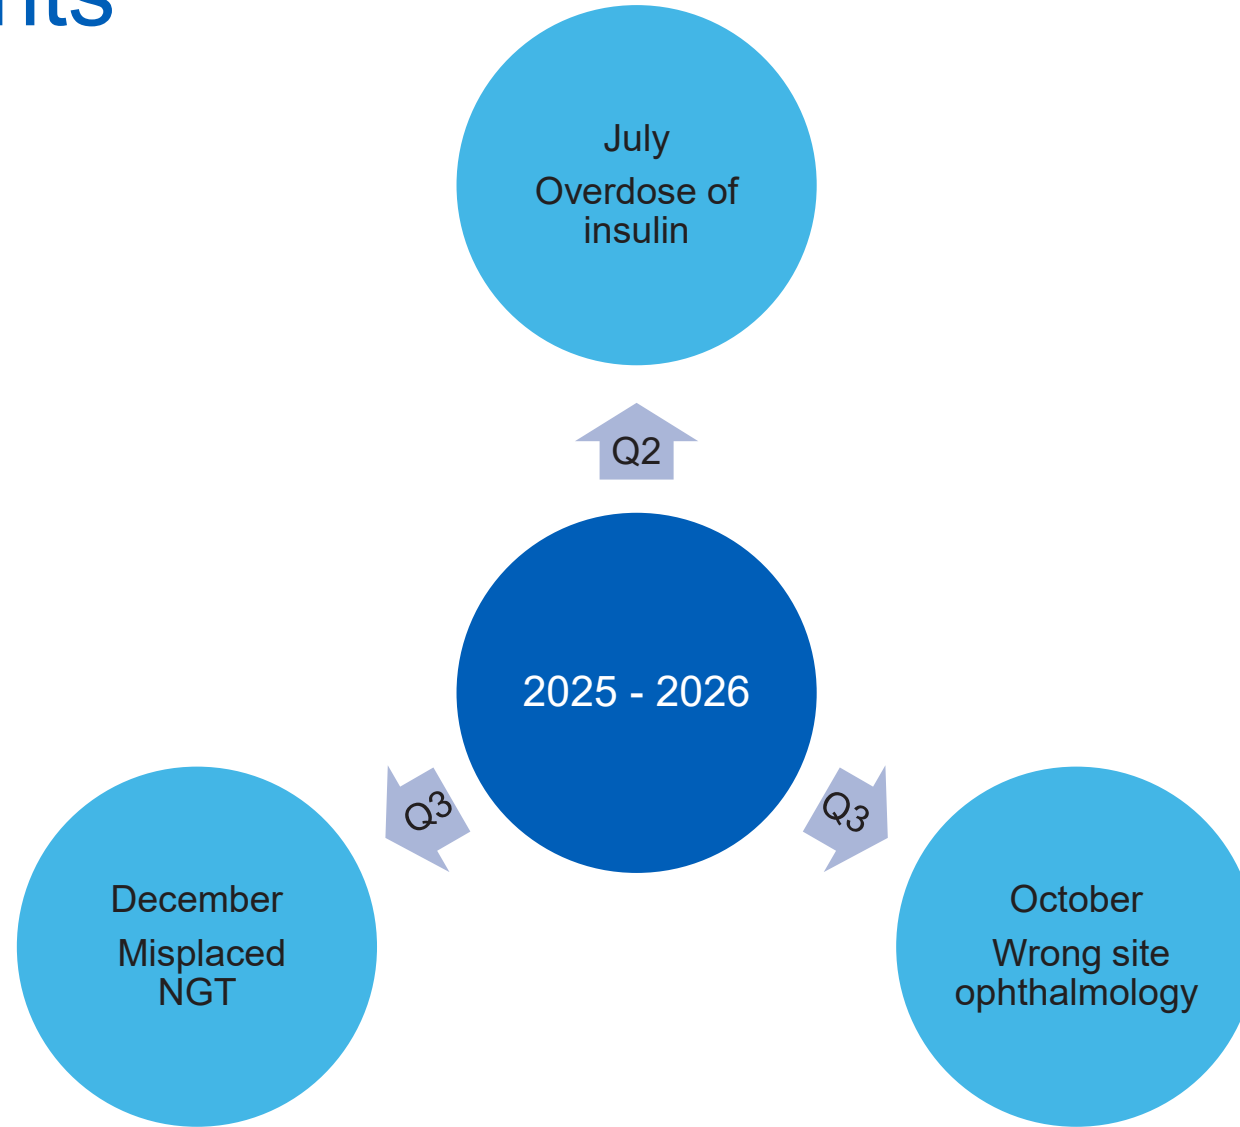 July
Overdose of
insulin
Q2
2025 - 2026
Q3
Q3
December
Misplaced
NGT
October
Wrong site
ophthalmology